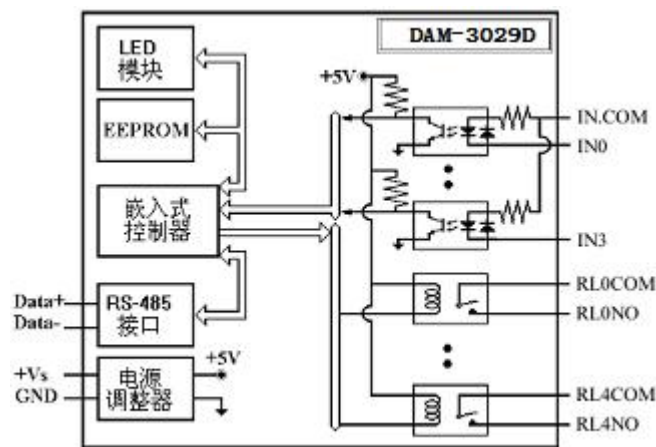 DAM-3029D
LED
模块
EEPROM
嵌入式
控制器
RS-485
接口
电源
调整器
Data+
Data-
+Vs
GND
+5V
+5V
IN.COM
IN0
IN3
RL0COM
RL0NO
RL4COM
RL4NO